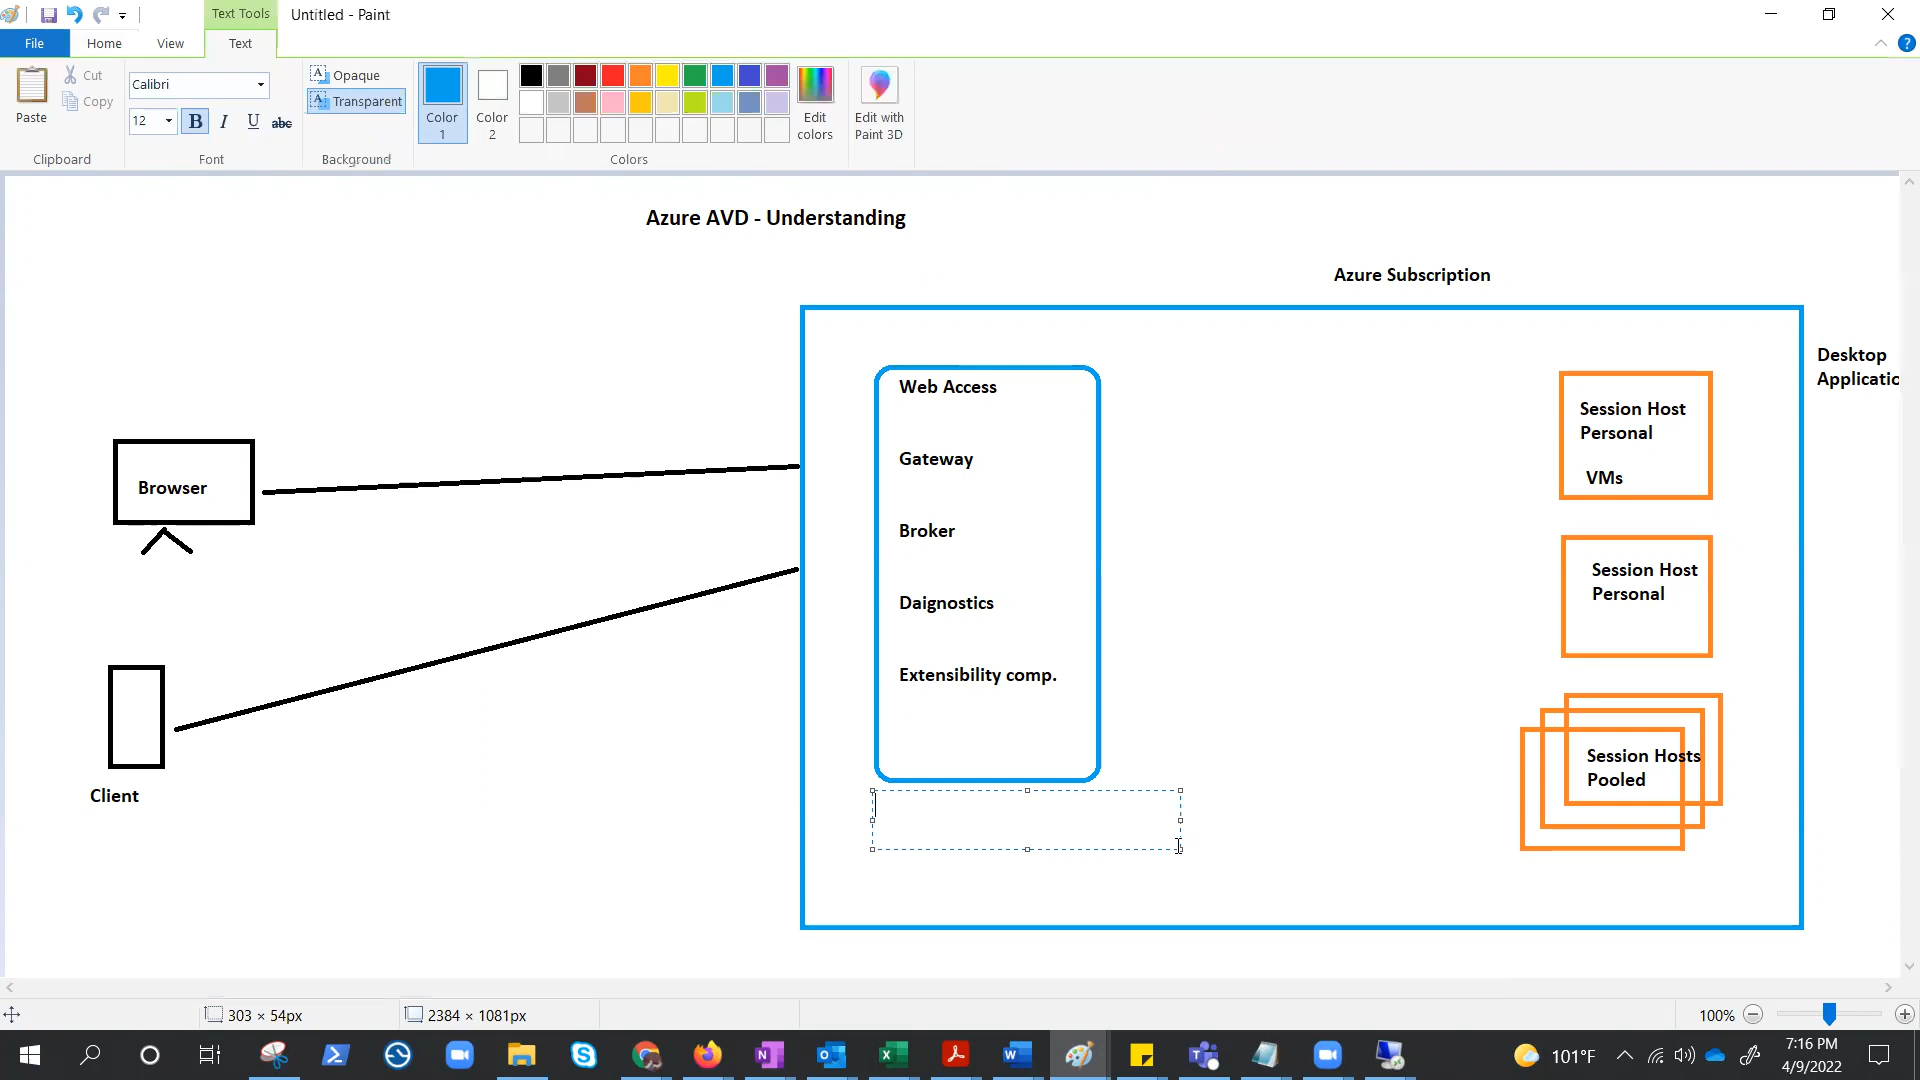 Text Tools
Untitled - Paint
File
Home
View
Text
Paste
Cut
Copy
Clipboard
Calibri
12
B
I
U
abc
Font
Opaque
Transparent
Background
Color
1
Color
2
Edit
colors
Colors
Edit with
Paint 3D
Azure AVD - Understanding
Azure Subscription
Desktop
Applicatio
Web Access
Gateway
Broker
Daignostics
Extensibility comp.
Browser
Client
Session Host
Personal
VMs
Session Host
Personal
Session Hosts
Pooled
303 × 54px
2384 × 1081px
100%
101°F
7:16 PM
4/9/2022